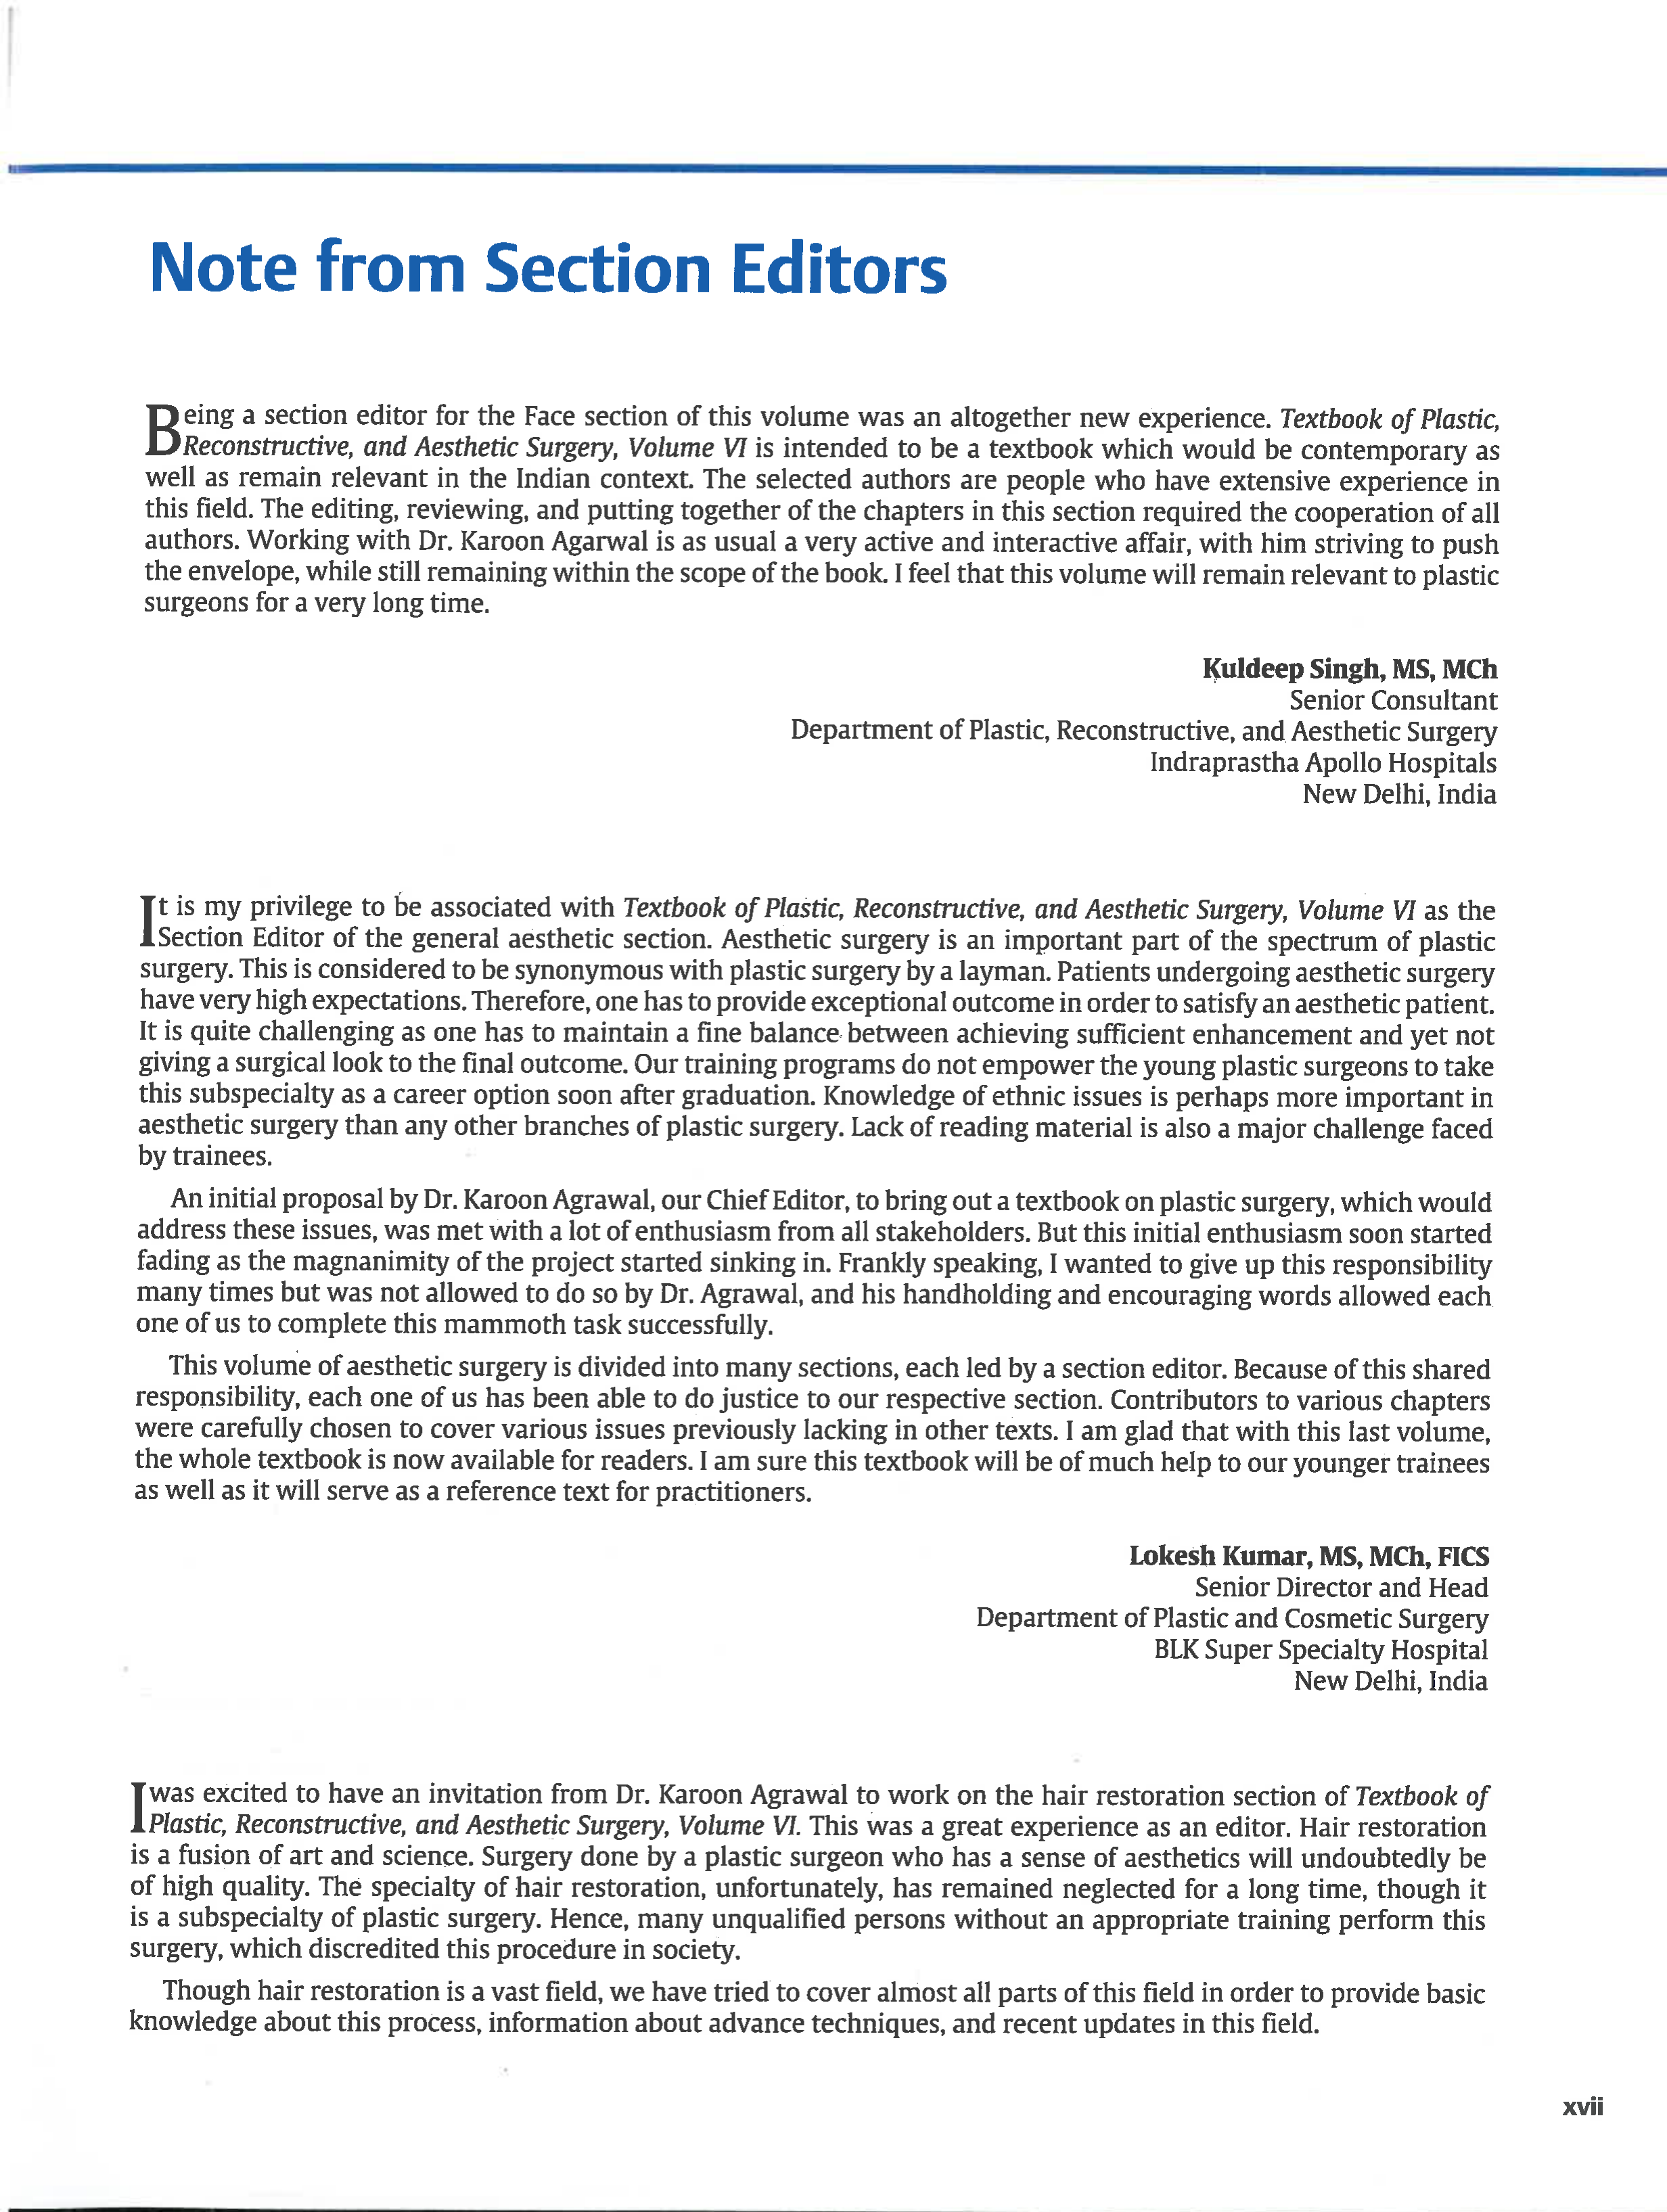 Note from Section Editors
Being a section editor for the Face section of this volume was an altogether new experience. Textbook of Plastic,
Reconstructive, and Aesthetic Surgery, Volume VI is intended to be a textbook which would be contemporary as
well as remain relevant in the Indian context. The selected authors are people who have extensive experience in
this field. The editing, reviewing, and putting together of the chapters in this section required the cooperation of all
authors. Working with Dr. Karoon Agarwal is as usual a very active and interactive affair, with him striving to push
the envelope, while still remaining within the scope of the book. I feel that this volume will remain relevant to plastic
surgeons for a very long time.
Kuldeep Singh, MS, MCh
Senior Consultant
Department of Plastic, Reconstructive, and Aesthetic Surgery
Indraprastha Apollo Hospitals
New Delhi, India
It is my privilege to be associated with Textbook of Plastic, Reconstructive, and Aesthetic Surgery, Volume VI as the
Section Editor of the general aesthetic section. Aesthetic surgery is an important part of the spectrum of plastic
surgery. This is considered to be synonymous with plastic surgery by a layman. Patients undergoing aesthetic surgery
have very high expectations. Therefore, one has to provide exceptional outcome in order to satisfy an aesthetic patient.
It is quite challenging as one has to maintain a fine balance between achieving sufficient enhancement and yet not
giving a surgical look to the final outcome. Our training programs do not empower the young plastic surgeons to take
this subspecialty as a career option soon after graduation. Knowledge of ethnic issues is perhaps more important in
aesthetic surgery than any other branches of plastic surgery. Lack of reading material is also a major challenge faced
by trainees.
An initial proposal by Dr. Karoon Agrawal, our Chief Editor, to bring out a textbook on plastic surgery, which would
address these issues, was met with a lot of enthusiasm from all stakeholders. But this initial enthusiasm soon started
fading as the magnanimity of the project started sinking in. Frankly speaking, I wanted to give up this responsibility
many times but was not allowed to do so by Dr. Agrawal, and his handholding and encouraging words allowed each
one of us to complete this mammoth task successfully.
This volume of aesthetic surgery is divided into many sections, each led by a section editor. Because of this shared
responsibility, each one of us has been able to do justice to our respective section. Contributors to various chapters
were carefully chosen to cover various issues previously lacking in other texts. I am glad that with this last volume,
the whole textbook is now available for readers. I am sure this textbook will be of much help to our younger trainees
as well as it will serve as a reference text for practitioners.
Lokesh Kumar, MS, MCh, FICS
Senior Director and Head
Department of Plastic and Cosmetic Surgery
BLK Super Specialty Hospital
New Delhi, India
I was excited to have an invitation from Dr. Karoon Agrawal to work on the hair restoration section of Textbook of
Plastic, Reconstructive, and Aesthetic Surgery, Volume VI. This was a great experience as an editor. Hair restoration
is a fusion of art and science. Surgery done by a plastic surgeon who has a sense of aesthetics will undoubtedly be
of high quality. The specialty of hair restoration, unfortunately, has remained neglected for a long time, though it
is a subspecialty of plastic surgery. Hence, many unqualified persons without an appropriate training perform this
surgery, which discredited this procedure in society.
Though hair restoration is a vast field, we have tried to cover almost all parts of this field in order to provide basic
knowledge about this process, information about advance techniques, and recent updates in this field.
xvii